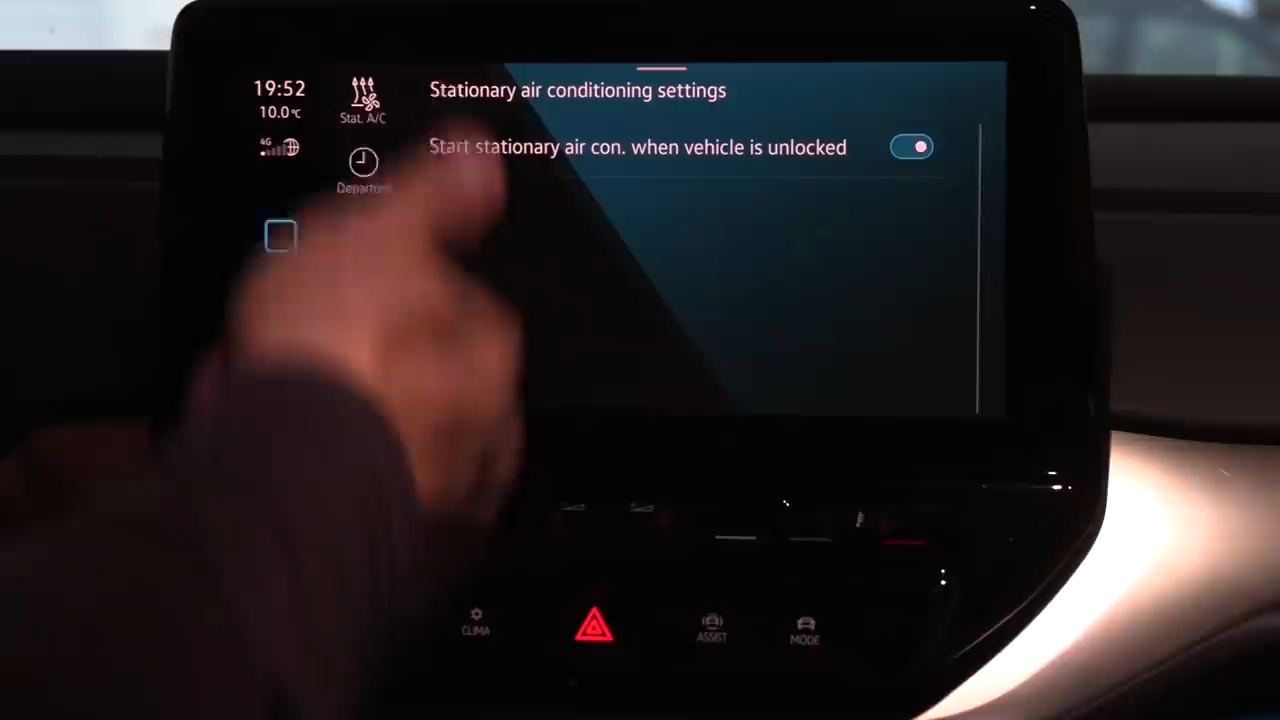 19:52
10.0°C
4G
Stat. A/C
Stationary air conditioning settings
Start stationary air con. when vehicle is unlocked
CLIMA
ASSIST
MODE